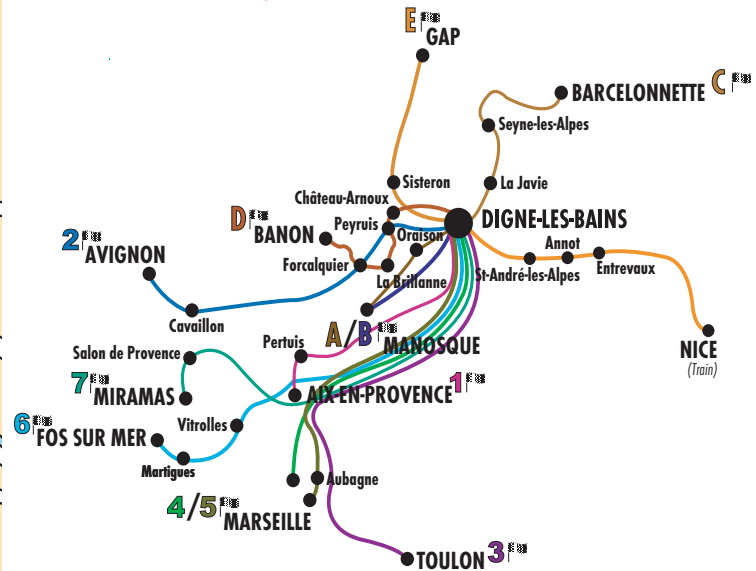 E
GAP
BARCELONNETTE C
Seyne-les-Alpes
Sisteron
La Javie
Château-Arnoux
D
BANON
Peyruis
Oraison
DIGNE-LES-BAINS
2
AVIGNON
Forcalquier
La Brillanne
St-André-les-Alpes
Annot
Entrevaux
Cavaillon
A/B
MANOSQUE
Pertuis
NICE
(Train)
Salon de Provence
7
MIRAMAS
AIX-EN-PROVENCE 1
6
FOS SUR MER
Vitrolles
Martigues
Aubagne
4/5
MARSEILLE
TOULON 3